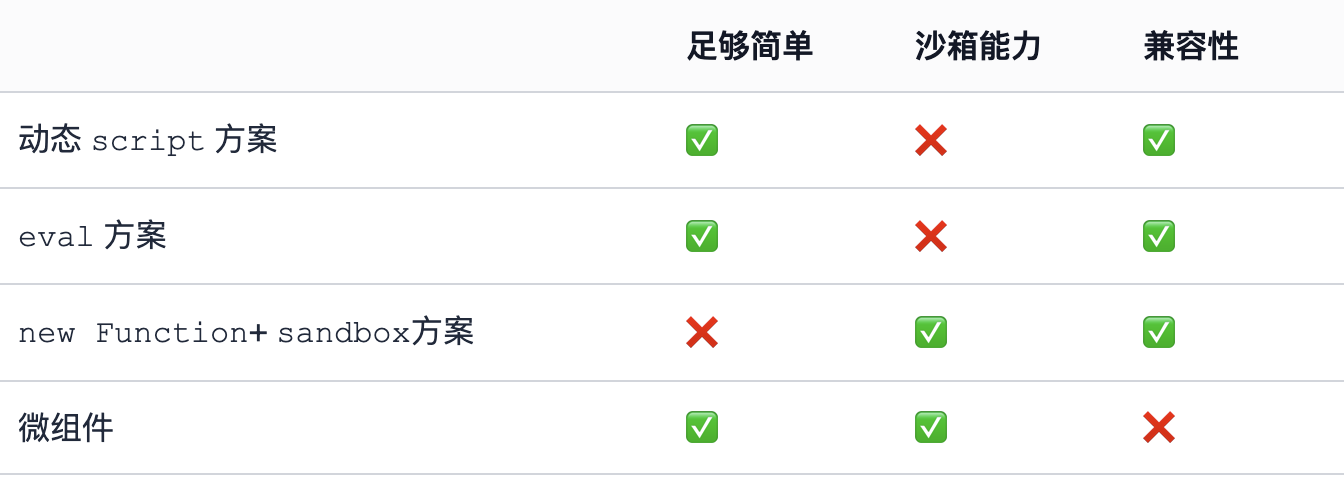 足够简单 沙箱能力 兼容性
动态 script 方案 ✅ ❌ ✅
eval 方案 ✅ ❌ ✅
new Function+ sandbox方案 ❌ ✅ ✅
微组件 ✅ ✅ ❌